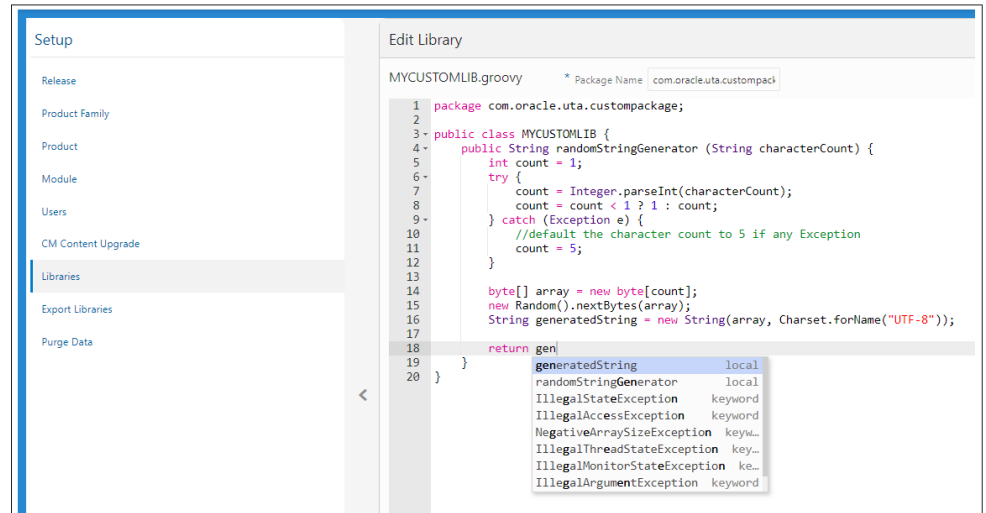 Setup
Release
Product Family
Product
Module
Users
CM Content Upgrade
Libraries
Export Libraries
Purge Data
<
Edit Library
MYCUSTOMLIB.groovy * Package Name com.oracle.uta.custompack
1 package com.oracle.uta.custompackage;
2
3 public class MYCUSTOMLIB {
4 public String randomStringGenerator (String characterCount) {
5 int count = 1;
6 try {
7 count = Integer.parseInt(characterCount);
8 count = count < 1 ? 1 : count;
9 } catch (Exception e) {
10 //default the character count to 5 if any Exception
11 count = 5;
12 }
13
14 byte[] array = new byte[count];
15 new Random().nextBytes(array);
16 String generatedString = new String(array, Charset.forName("UTF-8"));
17
18 return gen
19 }
20 }
generatedString local
randomStringGenerator local
IllegalStateException keyword
IllegalAccessException keyword
NegativeArraySizeException keyw…
IllegalThreadStateException key…
IllegalMonitorStateException ke…
IllegalArgumentException keyword